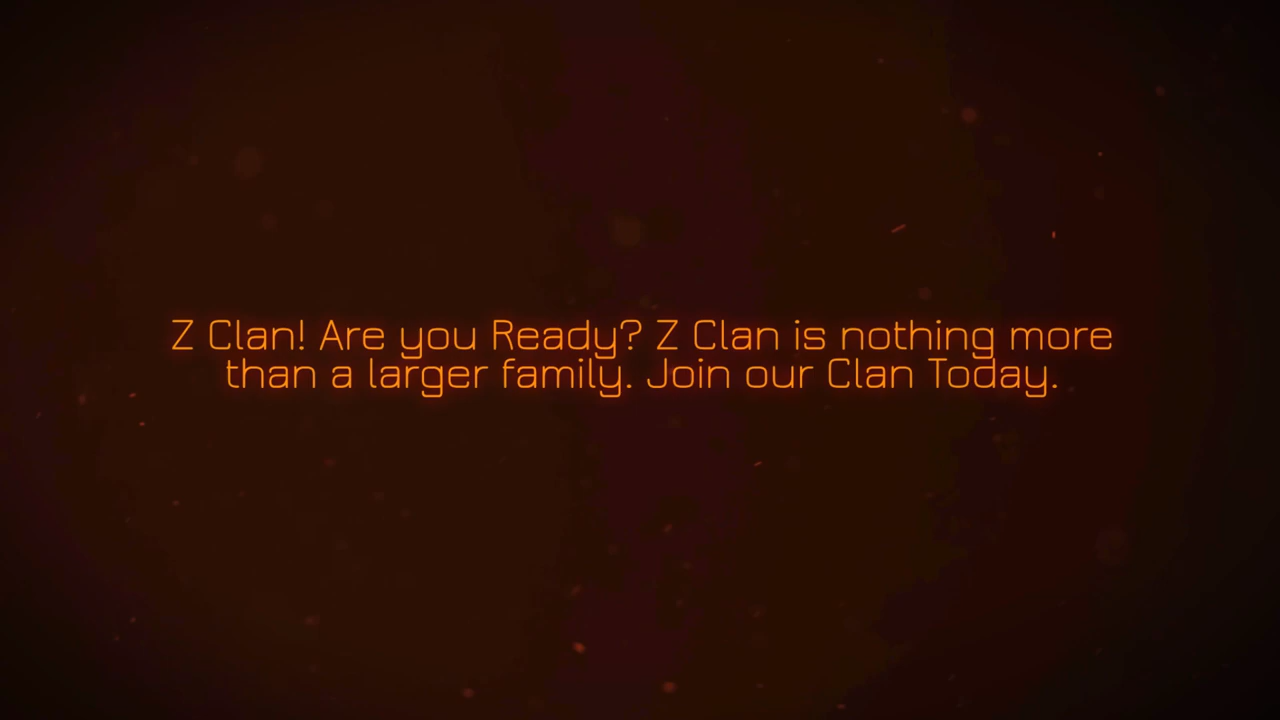 Z Clan! Are you Ready? Z Clan is nothing more
than a larger family. Join our Clan Today.